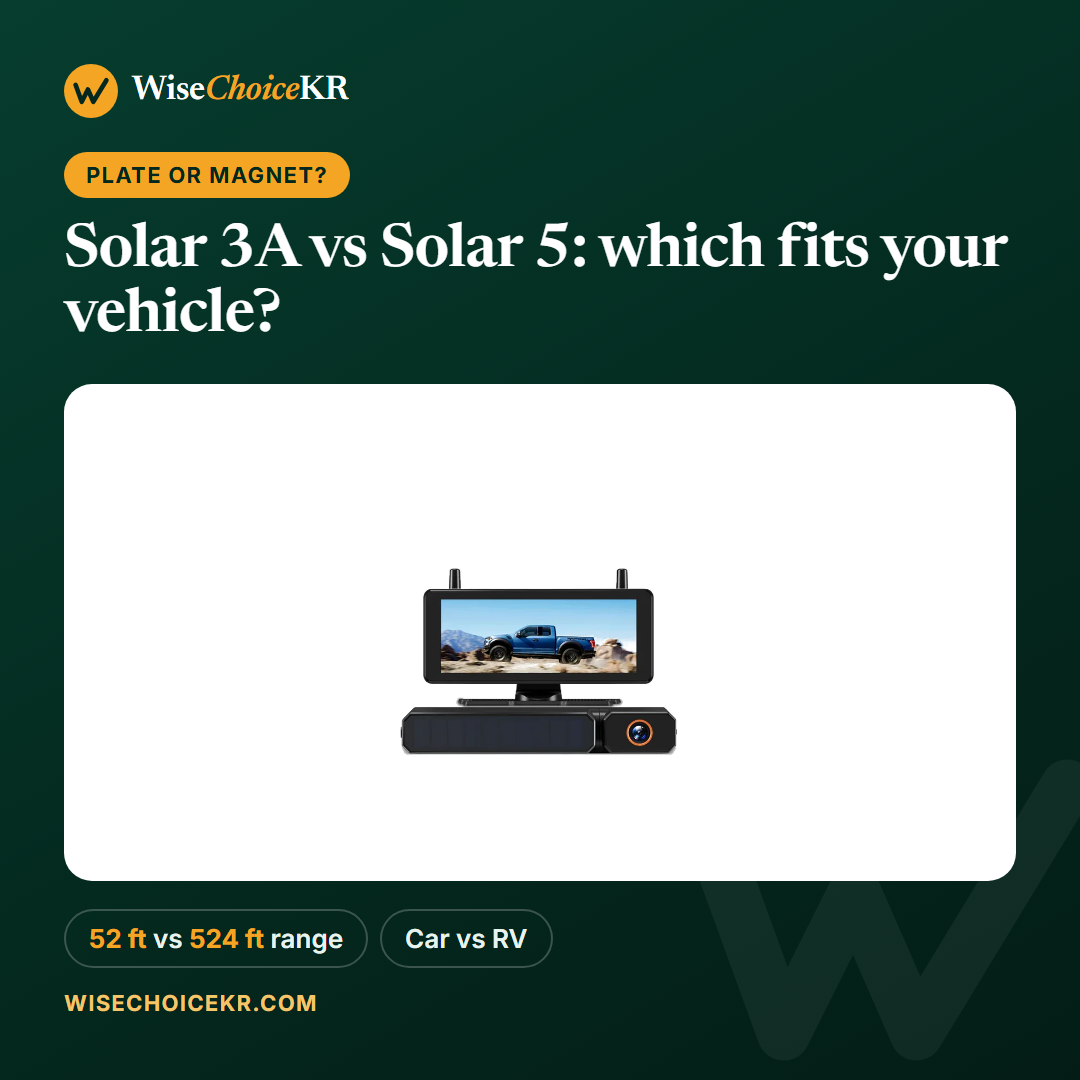 WiseChoiceKR
PLATE OR MAGNET?
Solar 3A vs Solar 5: which fits your
vehicle?
52 ft vs 524 ft range
Car vs RV
WISECHOICEKR.COM